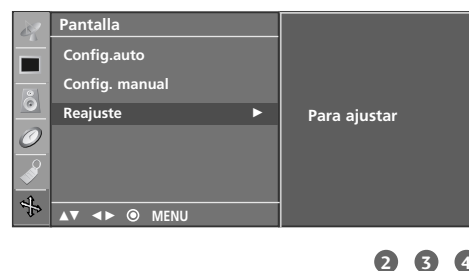 Pantalla
Config.auto
Config. manual
Reajuste ►
Para ajustar
▲▼ ◄► ◉ MENU
2 3 4